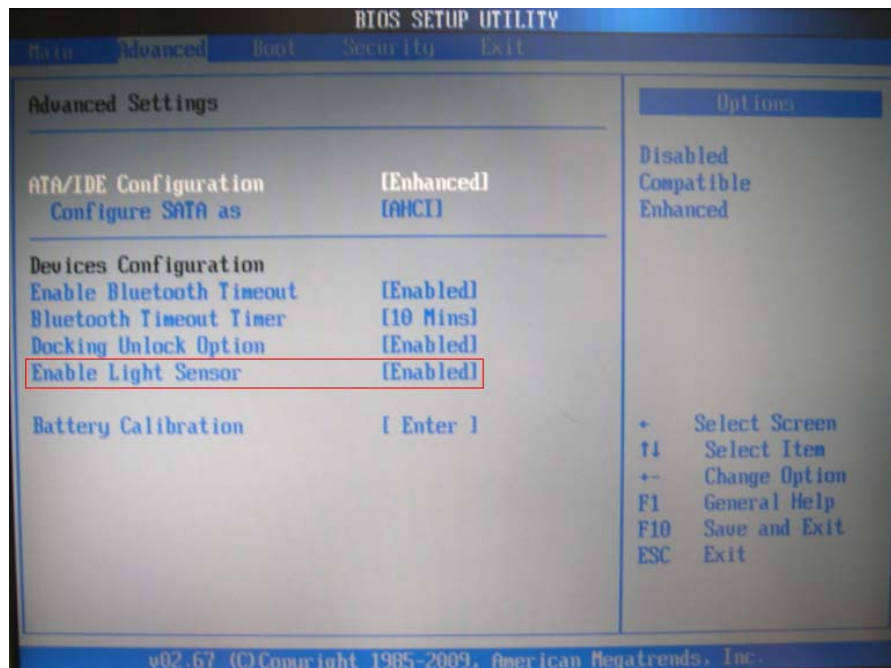 BIOS SETUP UTILITY
Main Advanced Boot Security Exit
Advanced Settings
ATA/IDE Configuration [Enhanced]
Configure SATA as [AHCI]
Devices Configuration
Enable Bluetooth Timeout [Enabled]
Bluetooth Timeout Timer [10 Mins]
Docking Unlock Option [Enabled]
Enable Light Sensor [Enabled]
Battery Calibration [ Enter ]
Options
Disabled
Compatible
Enhanced
← Select Screen
↑↓ Select Item
+- Change Option
F1 General Help
F10 Save and Exit
ESC Exit
v02.67 (C)Copyright 1985-2009, American Megatrends, Inc.